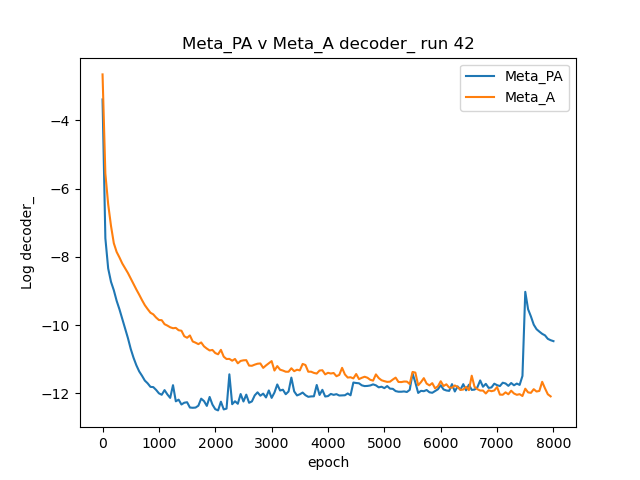 Meta_PA v Meta_A decoder_ run 42
Meta_PA
Meta_A
Log decoder_
−4
−6
−8
−10
−12
0
1000
2000
3000
4000
5000
6000
7000
8000
epoch